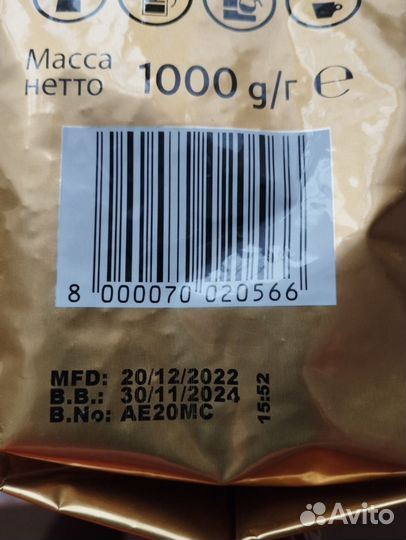 Масса
нетто 1000 g/г ℮
8 000070 020566
MFD: 20/12/2022
B.B.: 30/11/2024
B.No: AE20MC
15:52
Avito